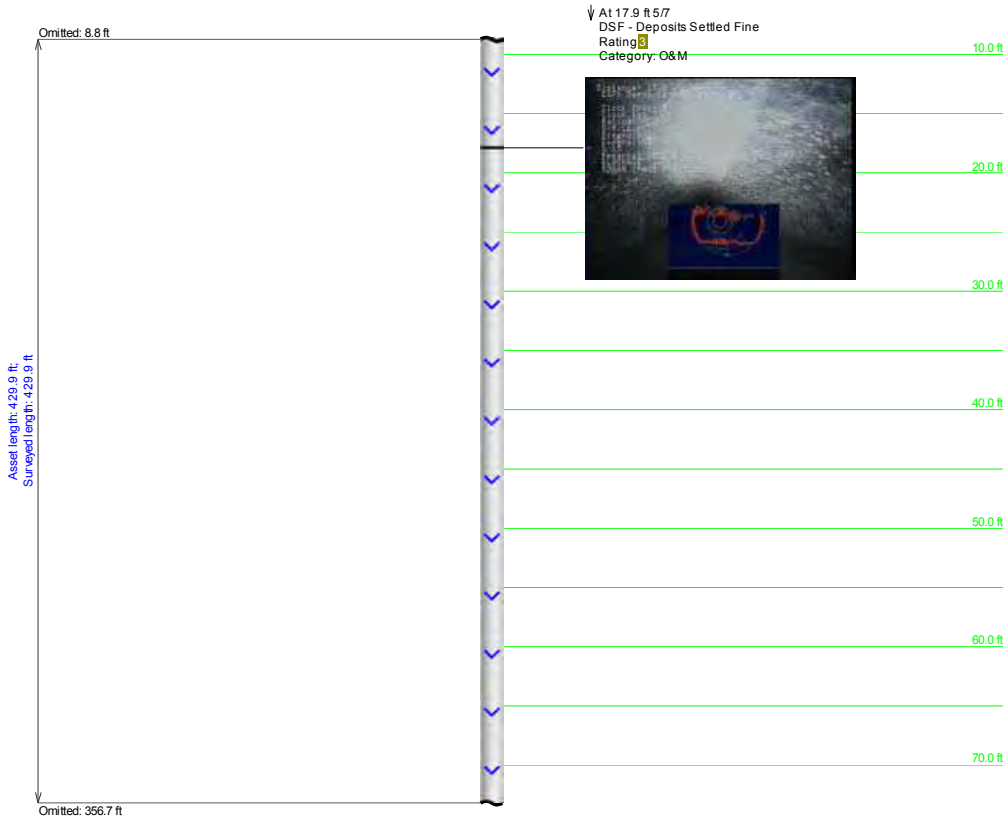 At 17.9 ft 5/7
DSF - Deposits Settled Fine
Rating 3
Category: O&M
Omitted: 8.8 ft
10.0 ft
20.0 ft
30.0 ft
40.0 ft
50.0 ft
60.0 ft
70.0 ft
Asset length: 429.9 ft;
Surveyed length: 429.9 ft
Omitted: 356.7 ft